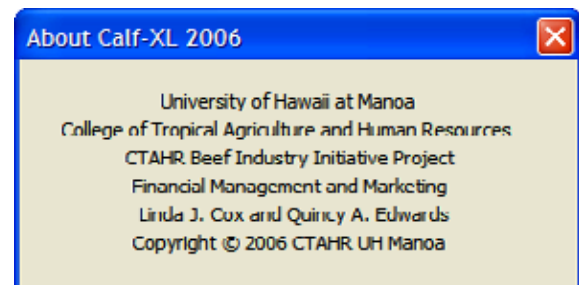 About Calf-XL 2006
University of Hawaii at Manoa
College of Tropical Agriculture and Human Resources
CTAHR Beef Industry Initiative Project
Financial Management and Marketing
Linda J. Cox and Quincy A. Edwards
Copyright © 2006 CTAHR UH Manoa